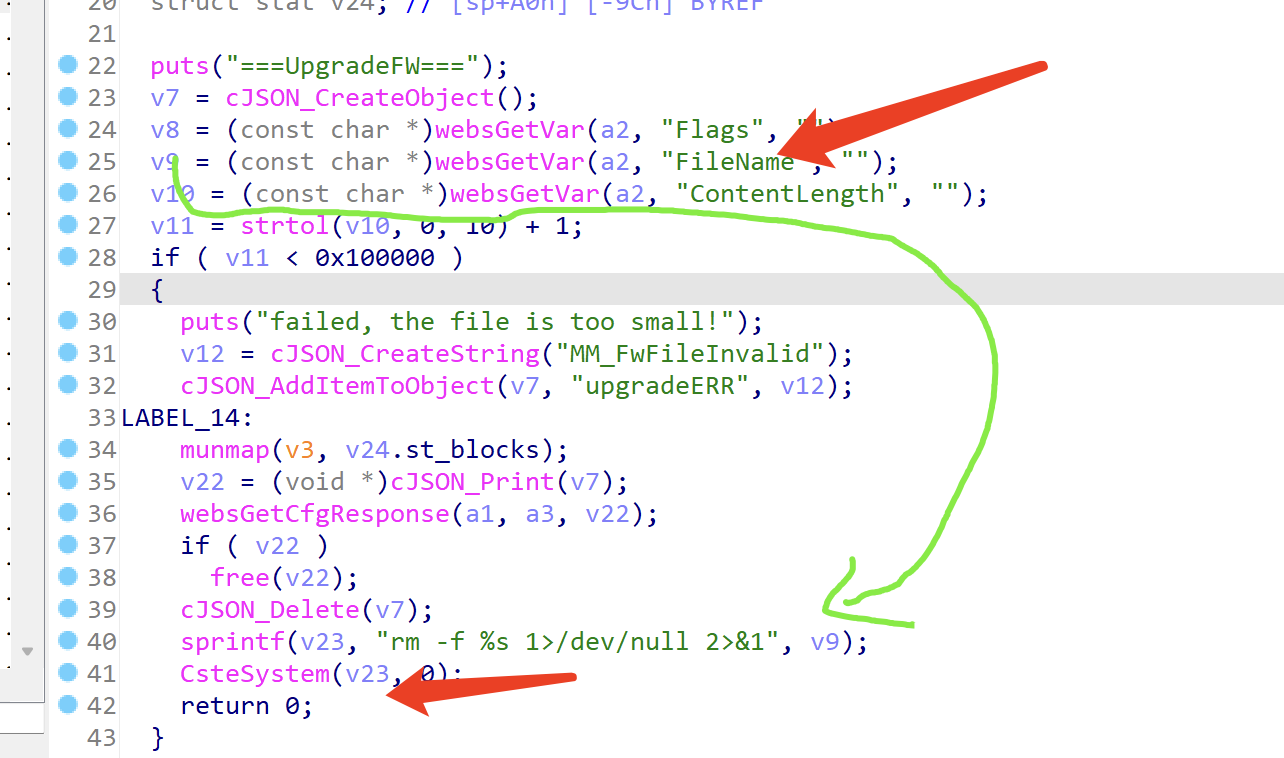 20 struct stat v24; // [sp+A0h] [-9Ch] BYREF
21
22 puts("===UpgradeFW===");
23 v7 = cJSON_CreateObject();
24 v8 = (const char *)websGetVar(a2, "Flags", "")
25 v9 = (const char *)websGetVar(a2, "FileName", "");
26 v10 = (const char *)websGetVar(a2, "ContentLength", "");
27 v11 = strtol(v10, 0, 10) + 1;
28 if ( v11 < 0x100000 )
29 {
30 puts("failed, the file is too small!");
31 v12 = cJSON_CreateString("MM_FwFileInvalid");
32 cJSON_AddItemToObject(v7, "upgradeERR", v12);
33 LABEL_14:
34 munmap(v3, v24.st_blocks);
35 v22 = (void *)cJSON_Print(v7);
36 websGetCfgResponse(a1, a3, v22);
37 if ( v22 )
38 free(v22);
39 cJSON_Delete(v7);
40 sprintf(v23, "rm -f %s 1>/dev/null 2>&1", v9);
41 CsteSystem(v23, 0);
42 return 0;
43 }